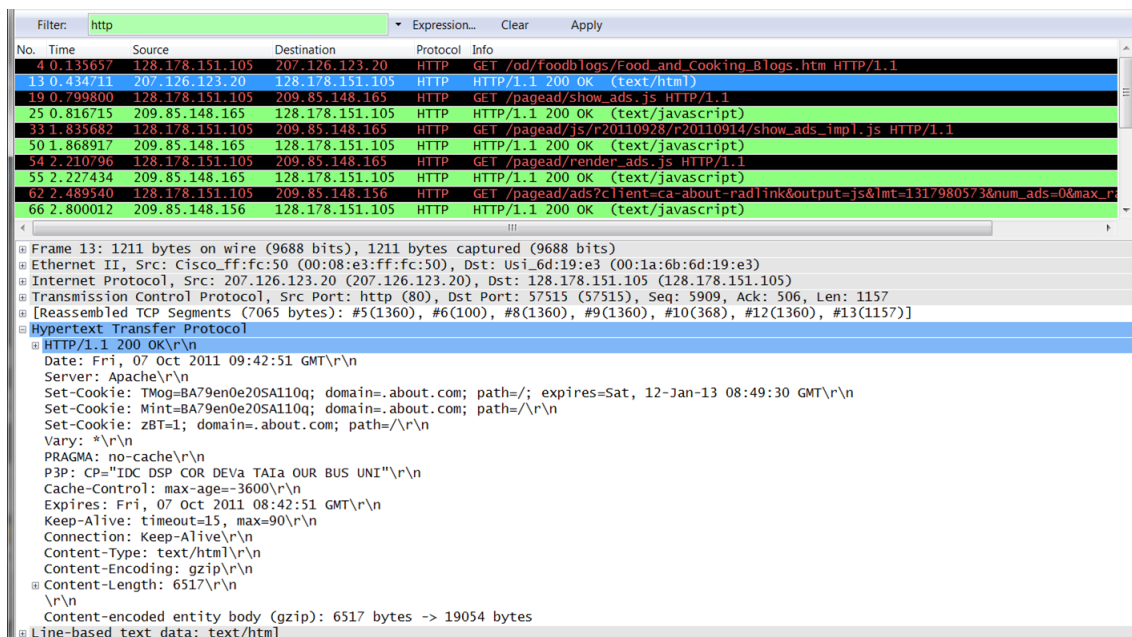 Filter: http Expression... Clear Apply
No. Time Source Destination Protocol Info
4 0.135657 128.178.151.105 207.126.123.20 HTTP GET /od/foodblogs/Food_and_Cooking_Blogs.htm HTTP/1.1
13 0.434711 207.126.123.20 128.178.151.105 HTTP HTTP/1.1 200 OK (text/html)
19 0.799800 128.178.151.105 209.85.148.165 HTTP GET /pagead/show_ads.js HTTP/1.1
25 0.816715 209.85.148.165 128.178.151.105 HTTP HTTP/1.1 200 OK (text/javascript)
33 1.835682 128.178.151.105 209.85.148.165 HTTP GET /pagead/js/r20110928/r20110914/show_ads_impl.js HTTP/1.1
50 1.868917 209.85.148.165 128.178.151.105 HTTP HTTP/1.1 200 OK (text/javascript)
54 2.210796 128.178.151.105 209.85.148.165 HTTP GET /pagead/render_ads.js HTTP/1.1
55 2.227434 209.85.148.165 128.178.151.105 HTTP HTTP/1.1 200 OK (text/javascript)
62 2.489540 128.178.151.105 209.85.148.156 HTTP GET /pagead/ads?client=ca-about-radlink&output=js&lmt=1317980573&num_ads=0&max_ra
66 2.800012 209.85.148.156 128.178.151.105 HTTP HTTP/1.1 200 OK (text/javascript)
Frame 13: 1211 bytes on wire (9688 bits), 1211 bytes captured (9688 bits)
Ethernet II, Src: Cisco_ff:fc:50 (00:08:e3:ff:fc:50), Dst: Usi_6d:19:e3 (00:1a:6b:6d:19:e3)
Internet Protocol, Src: 207.126.123.20 (207.126.123.20), Dst: 128.178.151.105 (128.178.151.105)
Transmission Control Protocol, Src Port: http (80), Dst Port: 57515 (57515), Seq: 5909, Ack: 506, Len: 1157
[Reassembled TCP Segments (7065 bytes): #5(1360), #6(100), #8(1360), #9(1360), #10(368), #12(1360), #13(1157)]
Hypertext Transfer Protocol
HTTP/1.1 200 OK\r\n
Date: Fri, 07 Oct 2011 09:42:51 GMT\r\n
Server: Apache\r\n
Set-Cookie: TMog=BA79en0e20SA110q; domain=.about.com; path=/; expires=Sat, 12-Jan-13 08:49:30 GMT\r\n
Set-Cookie: Mint=BA79en0e20SA110q; domain=.about.com; path=/\r\n
Set-Cookie: zBT=1; domain=.about.com; path=/\r\n
Vary: *\r\n
PRAGMA: no-cache\r\n
P3P: CP="IDC DSP COR DEVa TAIa OUR BUS UNI"\r\n
Cache-Control: max-age=-3600\r\n
Expires: Fri, 07 Oct 2011 08:42:51 GMT\r\n
Keep-Alive: timeout=15, max=90\r\n
Connection: Keep-Alive\r\n
Content-Type: text/html\r\n
Content-Encoding: gzip\r\n
Content-Length: 6517\r\n
\r\n
Content-encoded entity body (gzip): 6517 bytes -> 19054 bytes
Line-based text data: text/html